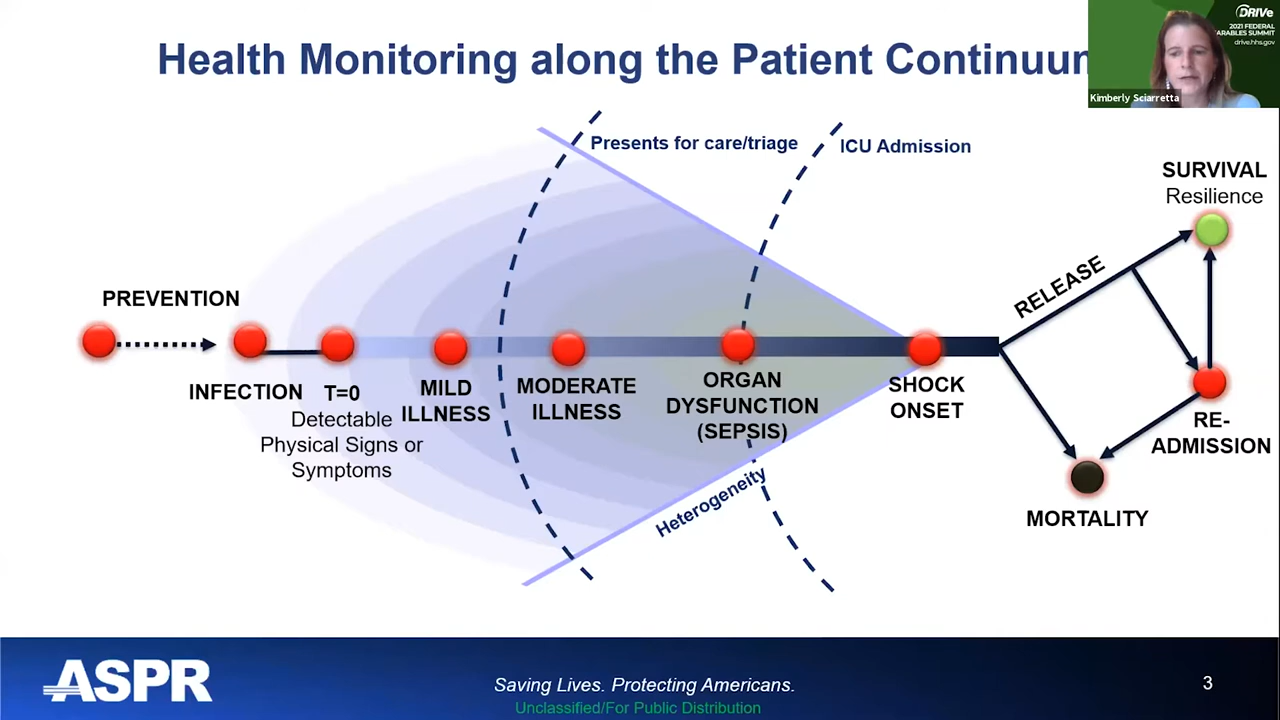 Health Monitoring along the Patient Continuum
DRIVe
2021 FEDERAL
ARABLES SUMMIT
drive.hhs.gov
Kimberly Sciarretta
Presents for care/triage
ICU Admission
SURVIVAL
Resilience
PREVENTION
RELEASE
INFECTION
T=0
Detectable
Physical Signs or
Symptoms
MILD
ILLNESS
MODERATE
ILLNESS
ORGAN
DYSFUNCTION
(SEPSIS)
SHOCK
ONSET
RE-
ADMISSION
Heterogeneity
MORTALITY
ASPR
Saving Lives. Protecting Americans.
Unclassified/For Public Distribution
3